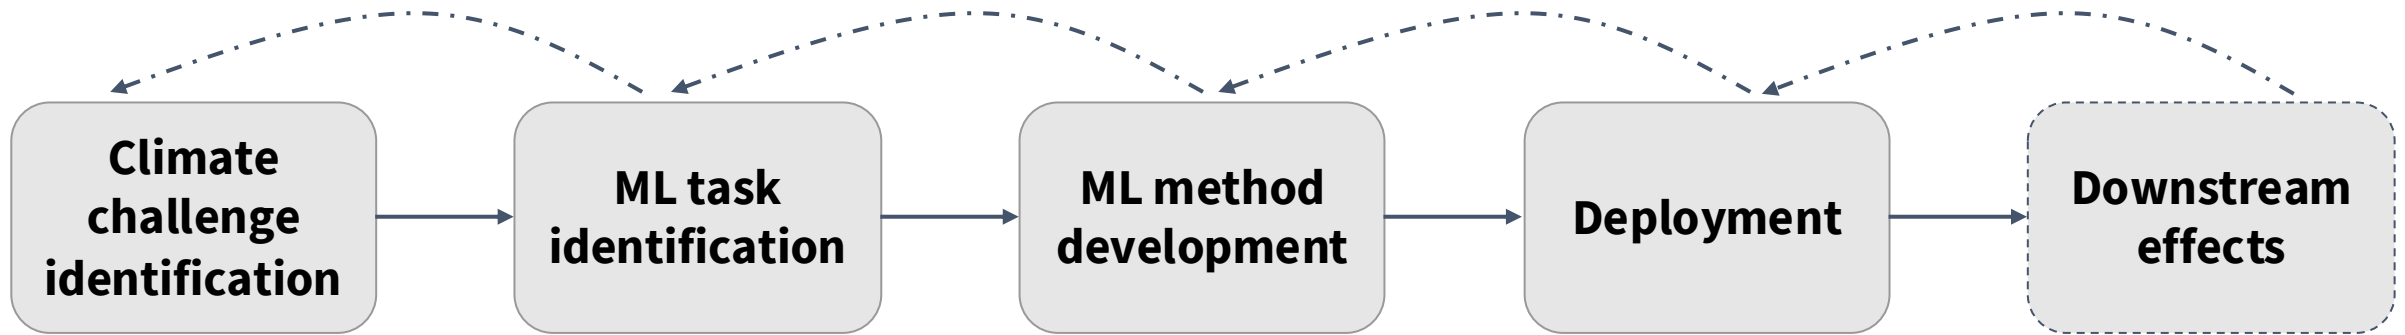 Climate
challenge
identification
ML task
identification
ML method
development
Deployment
Downstream
effects